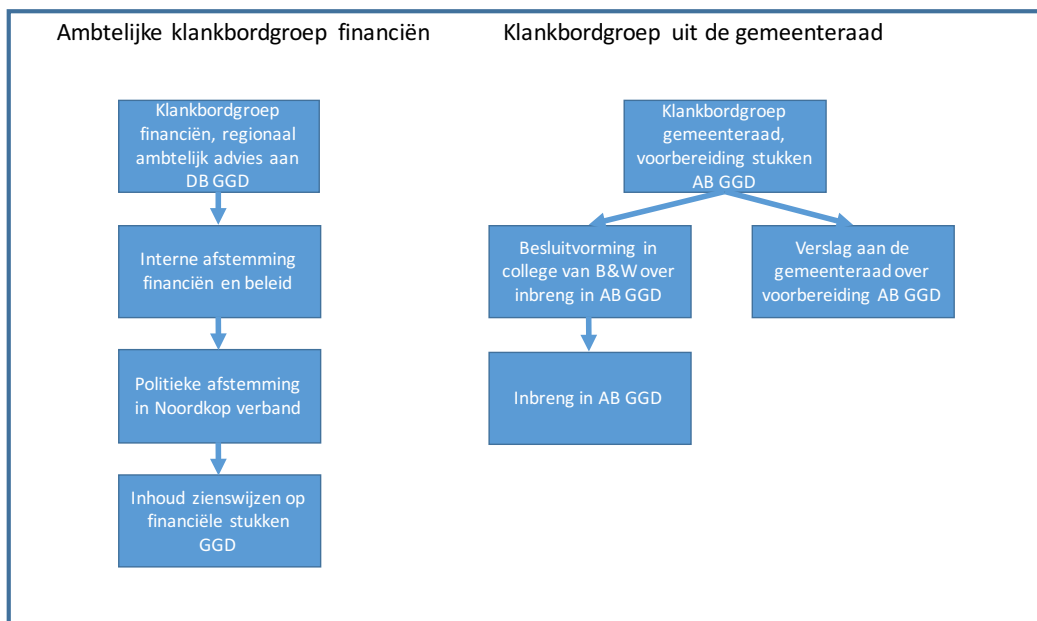 Ambtelijke klankbordgroep financiën
Klankbordgroep
financiën, regionaal
ambtelijk advies aan
DB GGD
Interne afstemming
financiën en beleid
Politieke afstemming
in Noordkop verband
Inhoud zienswijzen op
financiële stukken
GGD
Klankbordgroep uit de gemeenteraad
Klankbordgroep
gemeenteraad,
voorbereiding stukken
AB GGD
Besluitvorming in
college van B&W over
inbreng in AB GGD
Verslag aan de
gemeenteraad over
voorbereiding AB GGD
Inbreng in AB GGD